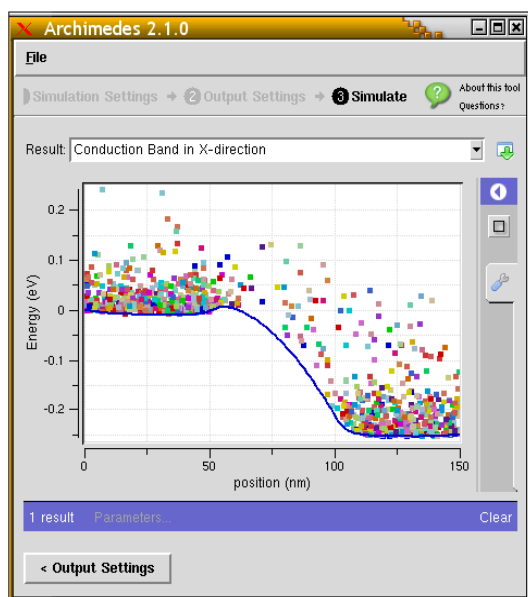 Archimedes 2.1.0
File
Simulation Settings → 2 Output Settings → 3 Simulate
About this tool
Questions?
Result: Conduction Band in X-direction
Energy (eV)
0.2
0.1
0
-0.1
-0.2
0 50 100 150
position (nm)
1 result Parameters... Clear
< Output Settings